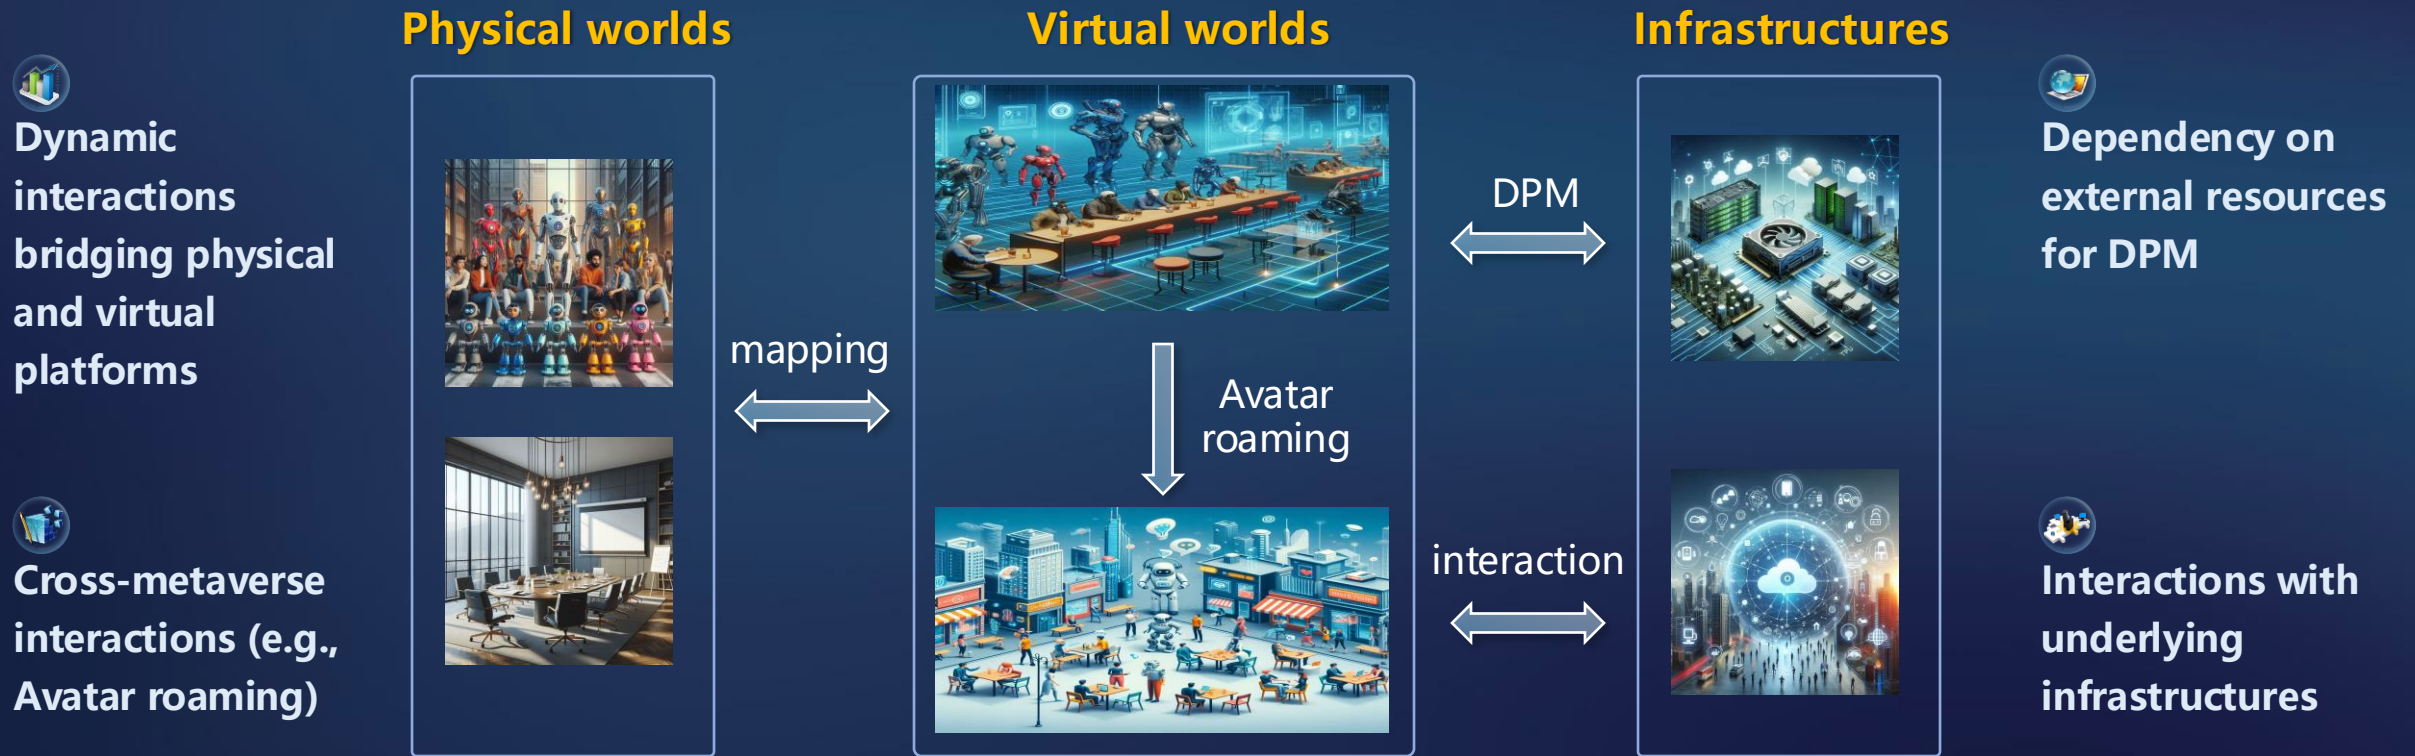 Physical worlds
Virtual worlds
Infrastructures
Dynamic
interactions
bridging physical
and virtual
platforms
Cross-metaverse
interactions (e.g.,
Avatar roaming)
mapping
Avatar
roaming
DPM
interaction
Dependency on
external resources
for DPM
Interactions with
underlying
infrastructures